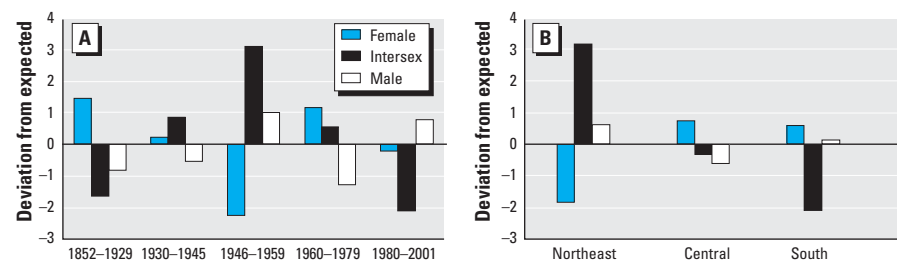 A
Deviation from expected
4
3
2
1
0
–1
–2
–3
Female
Intersex
Male
1852–1929 1930–1945 1946–1959 1960–1979 1980–2001
B
Deviation from expected
4
3
2
1
0
–1
–2
–3
Northeast Central South